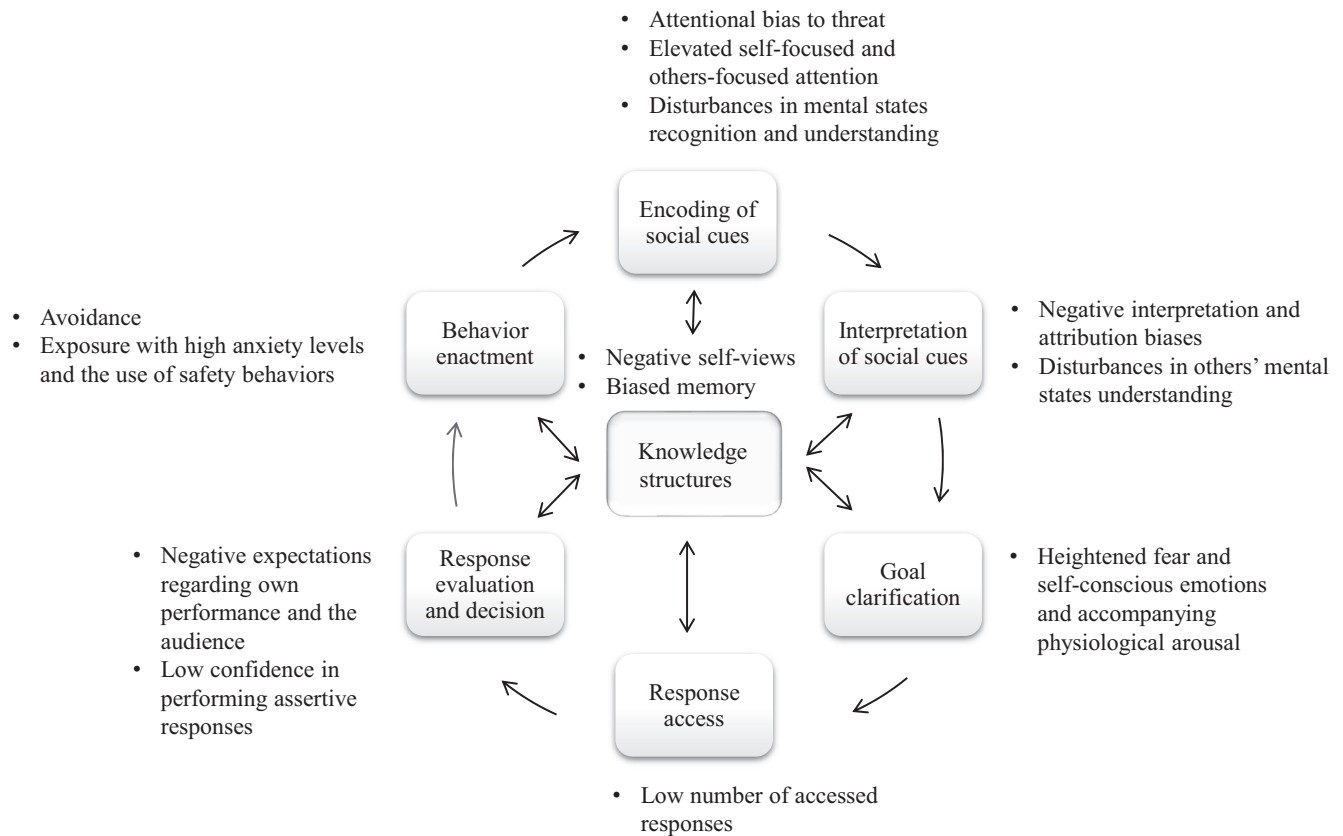 • Attentional bias to threat
• Elevated self-focused and
others-focused attention
• Disturbances in mental states
recognition and understanding
Encoding of
social cues
• Avoidance
• Exposure with high anxiety levels
and the use of safety behaviors
Behavior
enactment
• Negative self-views
• Biased memory
Interpretation
of social cues
• Negative interpretation and
attribution biases
• Disturbances in others’ mental
states understanding
Knowledge
structures
• Negative expectations
regarding own
performance and the
audience
• Low confidence in
performing assertive
responses
Response
evaluation
and decision
Goal
clarification
• Heightened fear and
self-conscious emotions
and accompanying
physiological arousal
Response
access
• Low number of accessed
responses